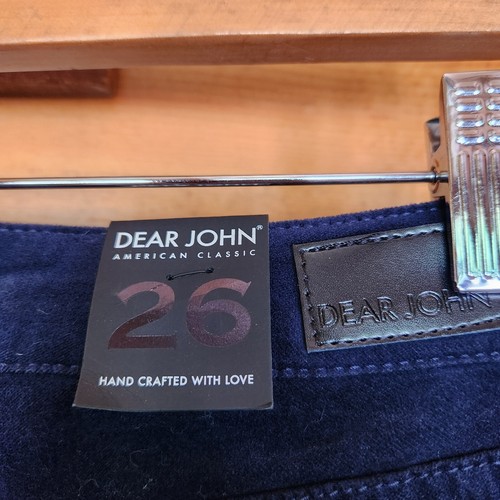 DEAR JOHN®
AMERICAN CLASSIC
26
HAND CRAFTED WITH LOVE
DEAR JOHN